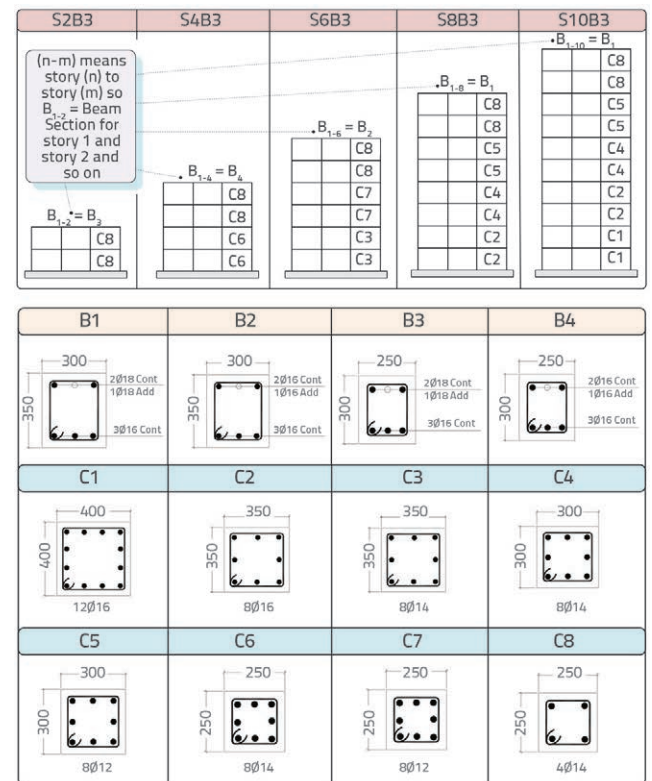 S2B3 S4B3 S6B3 S8B3 S10B3
(n-m) means
story (n) to
story (m) so
B1-2 = Beam
Section for
story 1 and
story 2 and
so on
B1-2 = B3
C8
C8
B1-4 = B4
C8
C8
C6
C6
B1-6 = B2
C8
C8
C7
C7
C3
C3
B1-8 = B1
C8
C8
C5
C5
C4
C4
C2
C2
B1-10 = B1
C8
C8
C5
C5
C4
C4
C2
C2
C1
C1
B1 B2 B3 B4
300
350
2Ø18 Cont
1Ø18 Add
3Ø16 Cont
300
350
2Ø16 Cont
1Ø16 Add
3Ø16 Cont
250
300
2Ø18 Cont
1Ø18 Add
3Ø16 Cont
250
300
2Ø16 Cont
1Ø16 Add
3Ø16 Cont
C1 C2 C3 C4
400
400
12Ø16
350
350
8Ø16
350
350
8Ø14
300
300
8Ø14
C5 C6 C7 C8
300
300
8Ø12
250
250
8Ø14
250
250
8Ø12
250
250
4Ø14